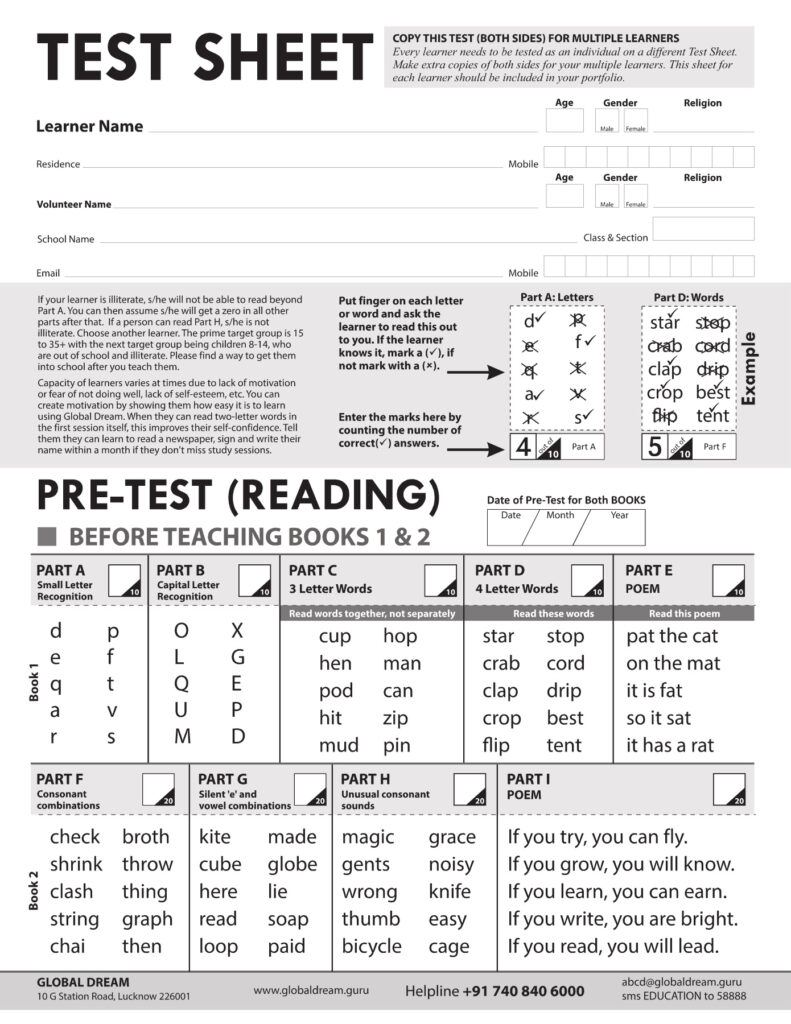 TEST SHEET
COPY THIS TEST (BOTH SIDES) FOR MULTIPLE LEARNERS
Every learner needs to be tested as an individual on a different Test Sheet.
Make extra copies of both sides for your multiple learners. This sheet for
each learner should be included in your portfolio.
Age Gender Religion
Learner Name
Male Female
Residence Mobile
Age Gender Religion
Volunteer Name
Male Female
School Name Class & Section
Email Mobile
If your learner is illiterate, s/he will not be able to read beyond
Part A. You can then assume s/he will get a zero in all other
parts after that. If a person can read Part H, s/he is not
illiterate. Choose another learner. The prime target group is 15
to 35+ with the next target group being children 8-14, who
are out of school and illiterate. Please find a way to get them
into school after you teach them.
Capacity of learners varies at times due to lack of motivation
or fear of not doing well, lack of self-esteem, etc. You can
create motivation by showing them how easy it is to learn
using Global Dream. When they can read two-letter words in
the first session itself, this improves their self-confidence. Tell
them they can learn to read a newspaper, sign and write their
name within a month if they don't miss study sessions.
Put finger on each letter
or word and ask the
learner to read this out
to you. If the learner
knows it, mark a (✓), if
not mark with a (×).
Enter the marks here by
counting the number of
correct(✓) answers.
Part A: Letters
d✓ p
e f✓
q t
a✓ v
r s✓
4 out of 10 Part A
Part D: Words
star stop
crab cord
clap drip
crop best
flip tent
5 out of 10 Part F
Example
PRE-TEST (READING)
BEFORE TEACHING BOOKS 1 & 2
Date of Pre-Test for Both BOOKS
Date Month Year
Book 1
PART A
Small Letter
Recognition
10
d p
e f
q t
a v
r s
PART B
Capital Letter
Recognition
10
O X
L G
Q E
U P
M D
PART C
3 Letter Words
10
Read words together, not separately
cup hop
hen man
pod can
hit zip
mud pin
PART D
4 Letter Words
10
Read these words
star stop
crab cord
clap drip
crop best
flip tent
PART E
POEM
10
Read this poem
pat the cat
on the mat
it is fat
so it sat
it has a rat
Book 2
PART F
Consonant
combinations
20
check broth
shrink throw
clash thing
string graph
chai then
PART G
Silent 'e' and
vowel combinations
20
kite made
cube globe
here lie
read soap
loop paid
PART H
Unusual consonant
sounds
20
magic grace
gents noisy
wrong knife
thumb easy
bicycle cage
PART I
POEM
20
If you try, you can fly.
If you grow, you will know.
If you learn, you can earn.
If you write, you are bright.
If you read, you will lead.
GLOBAL DREAM
10 G Station Road, Lucknow 226001
www.globaldream.guru
Helpline +91 740 840 6000
abcd@globaldream.guru
sms EDUCATION to 58888